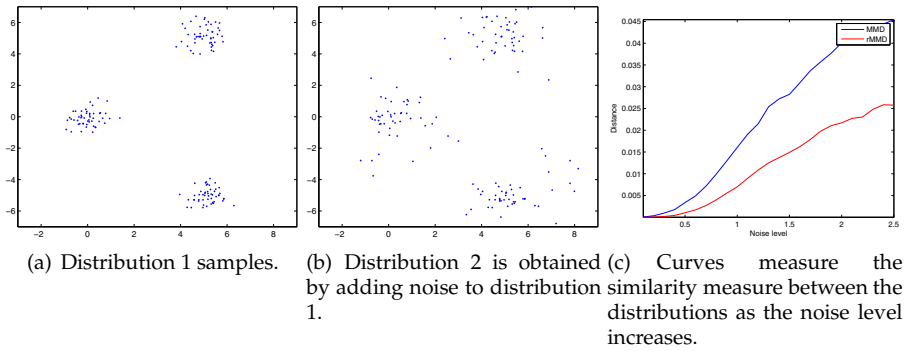 6
4
2
0
−2
−4
−6
−2 0 2 4 6 8
6
4
2
0
−2
−4
−6
−2 0 2 4 6 8
0.045
0.04
0.035
0.03
0.025
0.02
0.015
0.01
0.005
Distance
MMD
rMMD
0.5 1 1.5 2 2.5
Noise level
(a) Distribution 1 samples.
(b) Distribution 2 is obtained
by adding noise to distribution
1.
(c) Curves measure the
similarity measure between the
distributions as the noise level
increases.